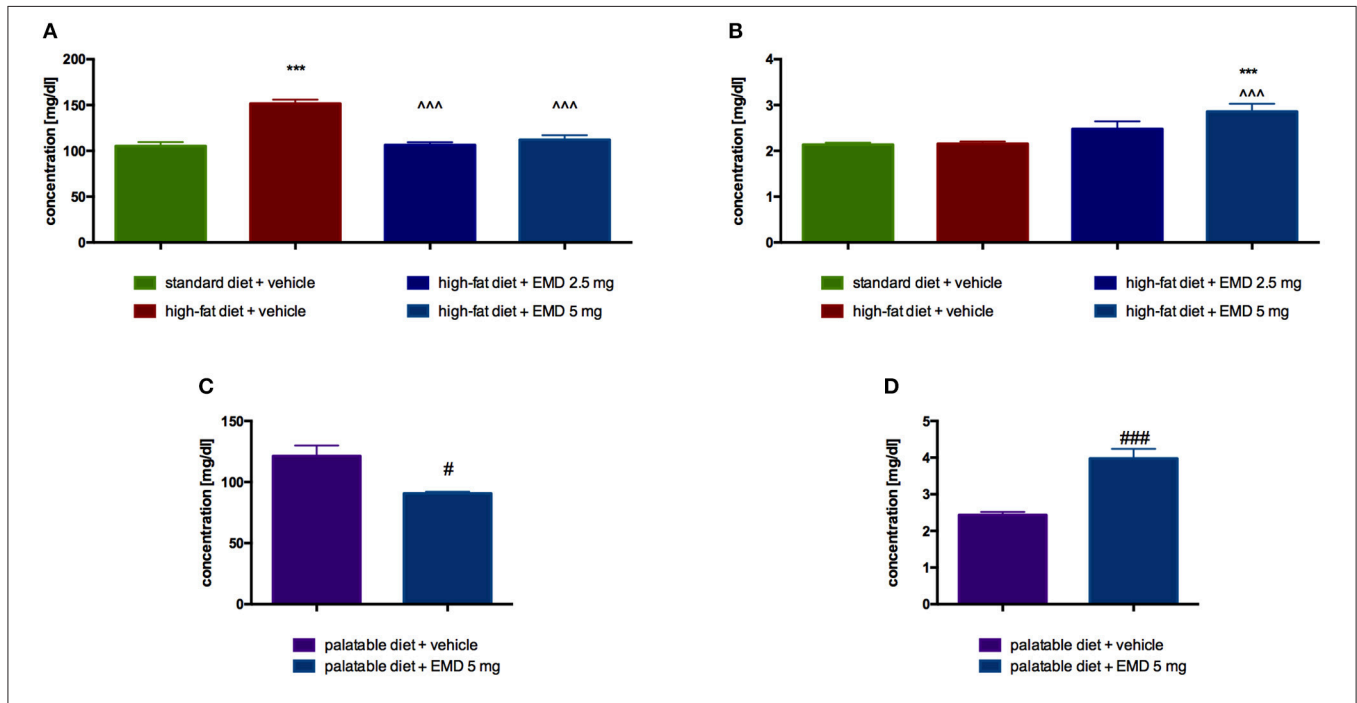 A
concentration [mg/dl]
200
150
100
50
0
***
^^^
^^^
standard diet + vehicle
high-fat diet + vehicle
high-fat diet + EMD 2.5 mg
high-fat diet + EMD 5 mg
B
concentration [mg/dl]
4
3
2
1
0
***
^^^
standard diet + vehicle
high-fat diet + vehicle
high-fat diet + EMD 2.5 mg
high-fat diet + EMD 5 mg
C
concentration [mg/dl]
150
100
50
0
#
palatable diet + vehicle
palatable diet + EMD 5 mg
D
concentration [mg/dl]
5
4
3
2
1
0
###
palatable diet + vehicle
palatable diet + EMD 5 mg